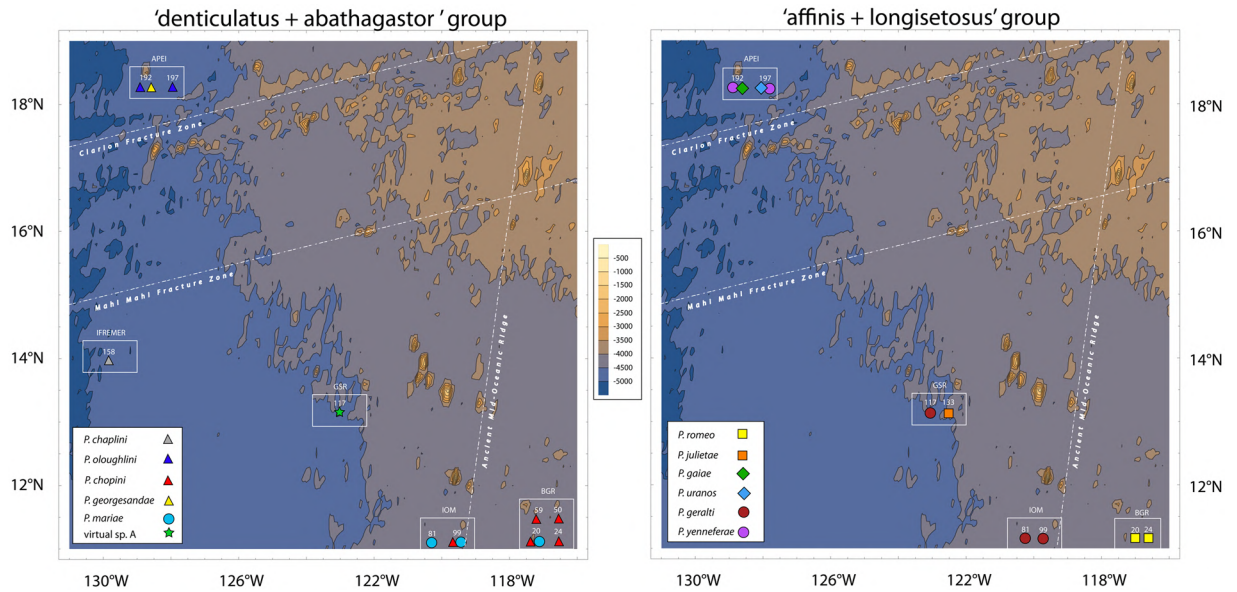 'denticulatus + abathagastor ' group
'affinis + longisetosus' group
18°N
16°N
14°N
12°N
130°W
126°W
122°W
118°W
APEI
192
197
Clarion Fracture Zone
Mahi Mahi Fracture Zone
Ancient Mid-Oceanic Ridge
IFREMER
158
GSR
117
IOM
81
99
BGR
59
50
20
24
P. chaplini
P. oloughlini
P. chopini
P. georgesandae
P. mariae
virtual sp. A
-500
-1000
-1500
-2000
-2500
-3000
-3500
-4000
-4500
-5000
APEI
192
197
Clarion Fracture Zone
Mahi Mahi Fracture Zone
Ancient Mid-Oceanic Ridge
GSR
117
133
IOM
81
99
BGR
20
24
P. romeo
P. julietae
P. gaiae
P. uranos
P. geralti
P. yenneferae
18°N
16°N
14°N
12°N
130°W
126°W
122°W
118°W